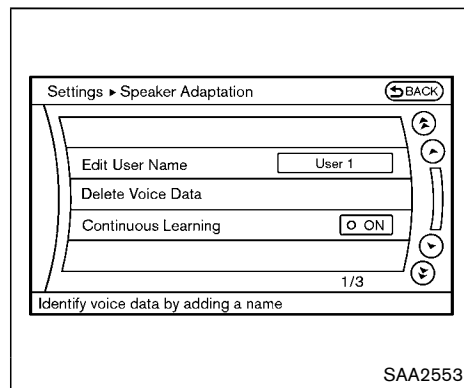 Settings ▸ Speaker Adaptation BACK
Edit User Name User 1
Delete Voice Data
Continuous Learning ON
1/3
Identify voice data by adding a name
SAA2553